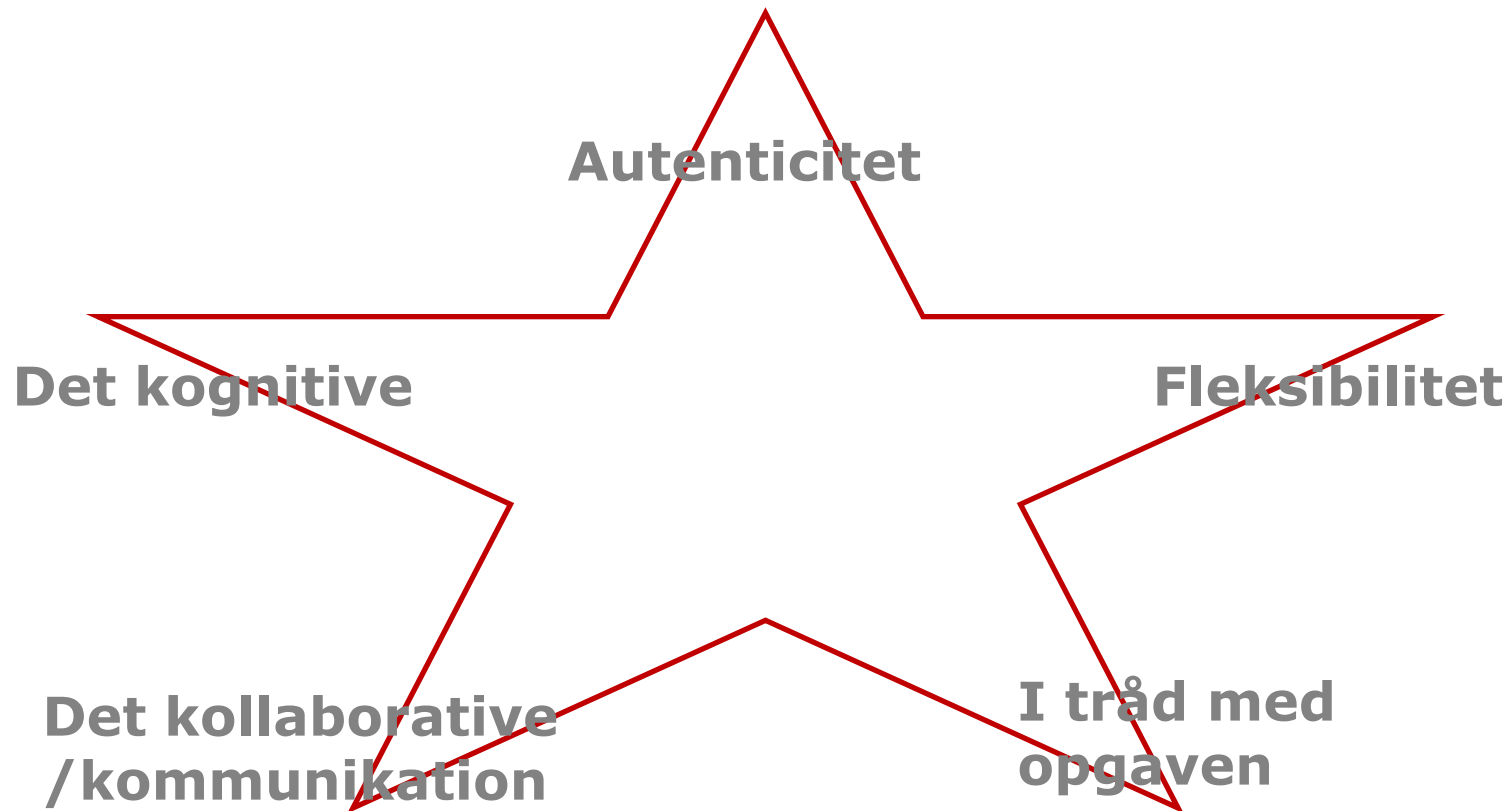 Autenticitet
Det kognitive
Fleksibilitet
Det kollaborative
/kommunikation
I tråd med
opgaven